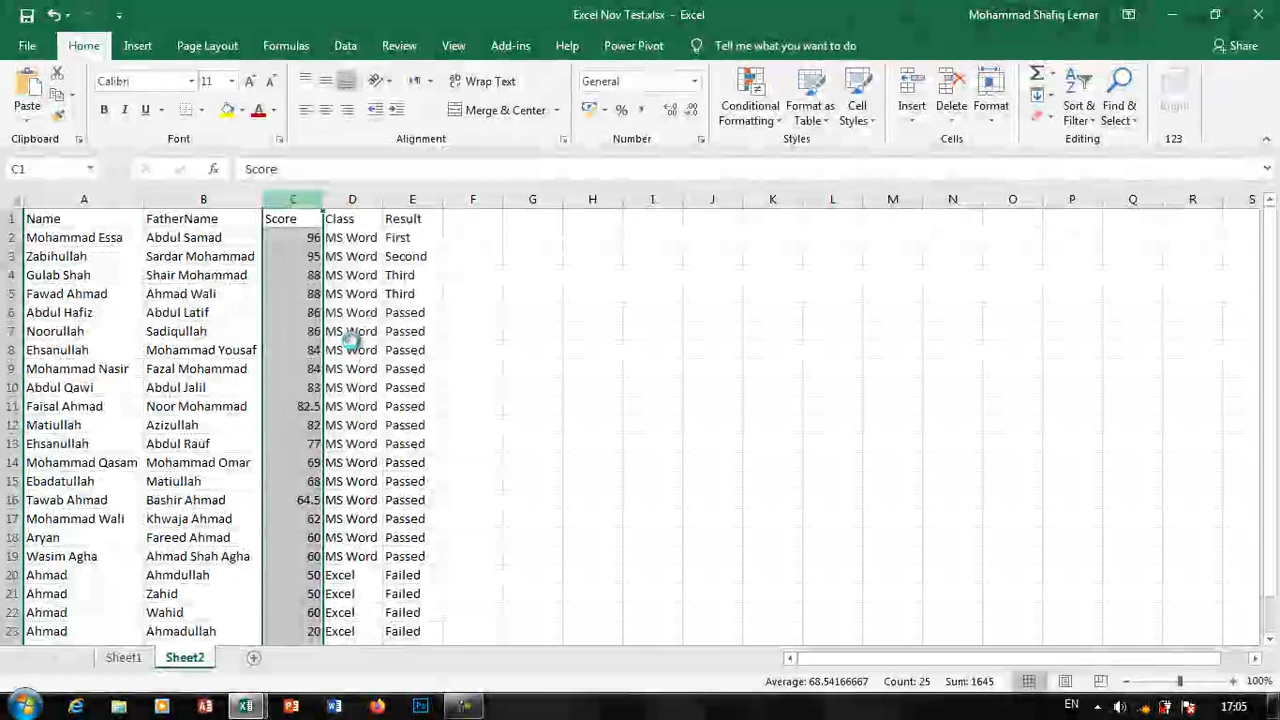 Excel Nov Test.xlsx - Excel
Mohammad Shafiq Lemar
File Home Insert Page Layout Formulas Data Review View Add-ins Help Power Pivot Tell me what you want to do Share
Paste
Calibri 11
B I U A
Wrap Text
Merge & Center
General
%
Conditional Formatting
Format as Table
Cell Styles
Insert
Delete
Format
Sort & Filter
Find & Select
Clipboard Font Alignment Number Styles Cells Editing 123
C1 fx Score
A B C D E F G H I J K L M N O P Q R S
1 Name FatherName Score Class Result
2 Mohammad Essa Abdul Samad 96 MS Word First
3 Zabihullah Sardar Mohammad 95 MS Word Second
4 Gulab Shah Shair Mohammad 88 MS Word Third
5 Fawad Ahmad Ahmad Wali 88 MS Word Third
6 Abdul Hafiz Abdul Latif 86 MS Word Passed
7 Noorullah Sadiqullah 86 MS Word Passed
8 Ehsanullah Mohammad Yousaf 84 MS Word Passed
9 Mohammad Nasir Fazal Mohammad 84 MS Word Passed
10 Abdul Qawi Abdul Jalil 83 MS Word Passed
11 Faisal Ahmad Noor Mohammad 82.5 MS Word Passed
12 Matiullah Azizullah 82 MS Word Passed
13 Ehsanullah Abdul Rauf 77 MS Word Passed
14 Mohammad Qasam Mohammad Omar 69 MS Word Passed
15 Ebadatullah Matiullah 68 MS Word Passed
16 Tawab Ahmad Bashir Ahmad 64.5 MS Word Passed
17 Mohammad Wali Khwaja Ahmad 62 MS Word Passed
18 Aryan Fareed Ahmad 60 MS Word Passed
19 Wasim Agha Ahmad Shah Agha 60 MS Word Passed
20 Ahmad Ahmdullah 50 Excel Failed
21 Ahmad Zahid 50 Excel Failed
22 Ahmad Wahid 60 Excel Failed
23 Ahmad Ahmadullah 20 Excel Failed
Sheet1 Sheet2
Average: 68.54166667 Count: 25 Sum: 1645 100%
EN 17:05